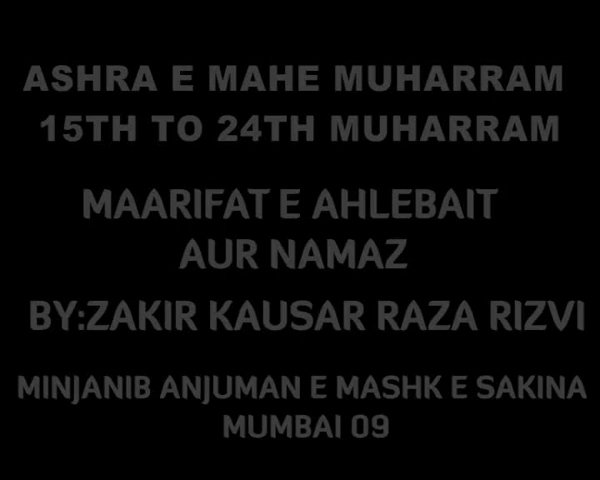 ASHRA E MAHE MUHARRAM
15TH TO 24TH MUHARRAM
MAARIFAT E AHLEBAIT
AUR NAMAZ
BY:ZAKIR KAUSAR RAZA RIZVI
MINJANIB ANJUMAN E MASHK E SAKINA
MUMBAI 09